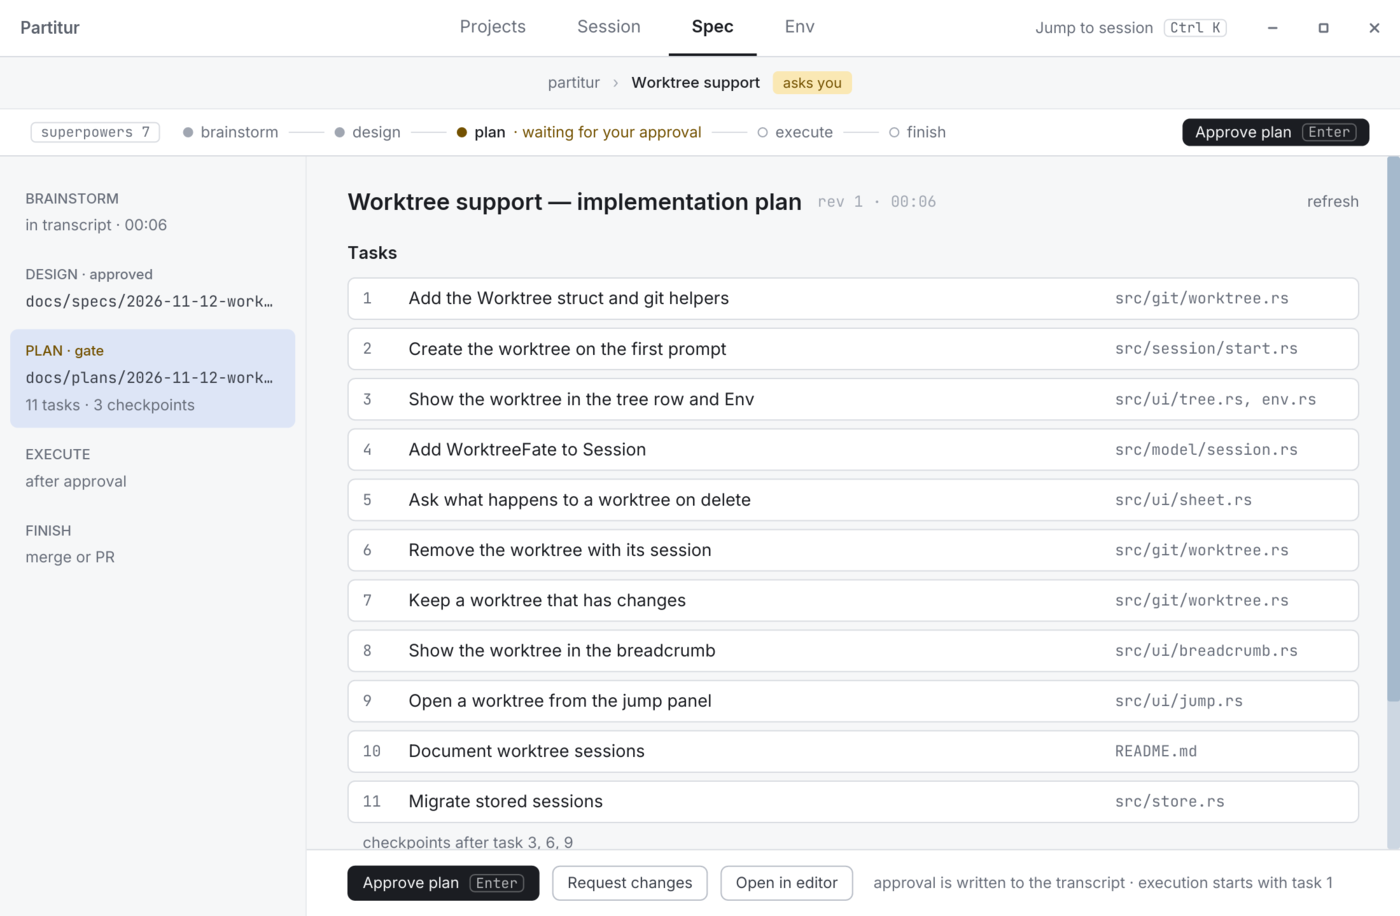 Partitur
Projects Session Spec Env
Jump to session Ctrl K
partitur › Worktree support asks you
superpowers 7 brainstorm design plan · waiting for your approval execute finish Approve plan Enter
BRAINSTORM
in transcript · 00:06
DESIGN · approved
docs/specs/2026-11-12-work…
PLAN · gate
docs/plans/2026-11-12-work…
11 tasks · 3 checkpoints
EXECUTE
after approval
FINISH
merge or PR
Worktree support — implementation plan rev 1 · 00:06 refresh
Tasks
1 Add the Worktree struct and git helpers src/git/worktree.rs
2 Create the worktree on the first prompt src/session/start.rs
3 Show the worktree in the tree row and Env src/ui/tree.rs, env.rs
4 Add WorktreeFate to Session src/model/session.rs
5 Ask what happens to a worktree on delete src/ui/sheet.rs
6 Remove the worktree with its session src/git/worktree.rs
7 Keep a worktree that has changes src/git/worktree.rs
8 Show the worktree in the breadcrumb src/ui/breadcrumb.rs
9 Open a worktree from the jump panel src/ui/jump.rs
10 Document worktree sessions README.md
11 Migrate stored sessions src/store.rs
checkpoints after task 3, 6, 9
Approve plan Enter Request changes Open in editor approval is written to the transcript · execution starts with task 1